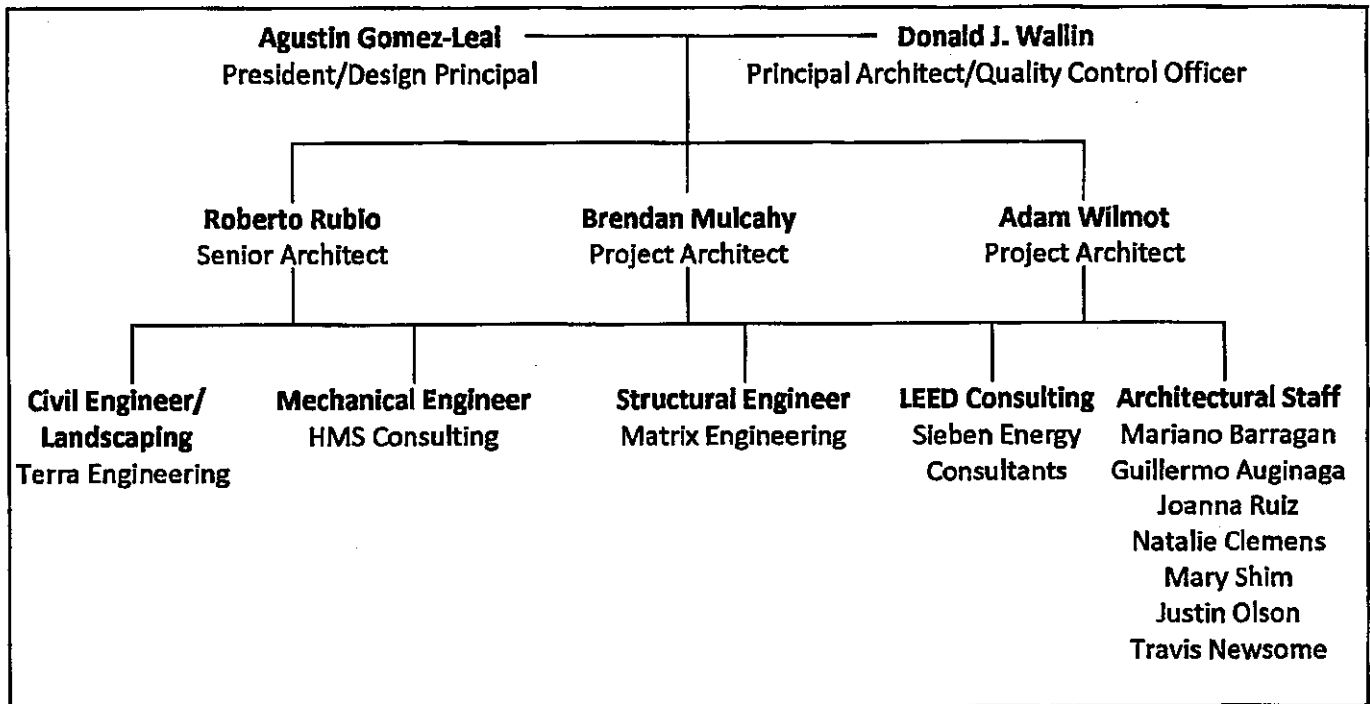 Agustin Gomez-Leal
President/Design Principal
Donald J. Wallin
Principal Architect/Quality Control Officer
Roberto Rubio
Senior Architect
Brendan Mulcahy
Project Architect
Adam Wilmot
Project Architect
Civil Engineer/
Landscaping
Terra Engineering
Mechanical Engineer
HMS Consulting
Structural Engineer
Matrix Engineering
LEED Consulting
Sieben Energy
Consultants
Architectural Staff
Mariano Barragan
Guillermo Auginaga
Joanna Ruiz
Natalie Clemens
Mary Shim
Justin Olson
Travis Newsome